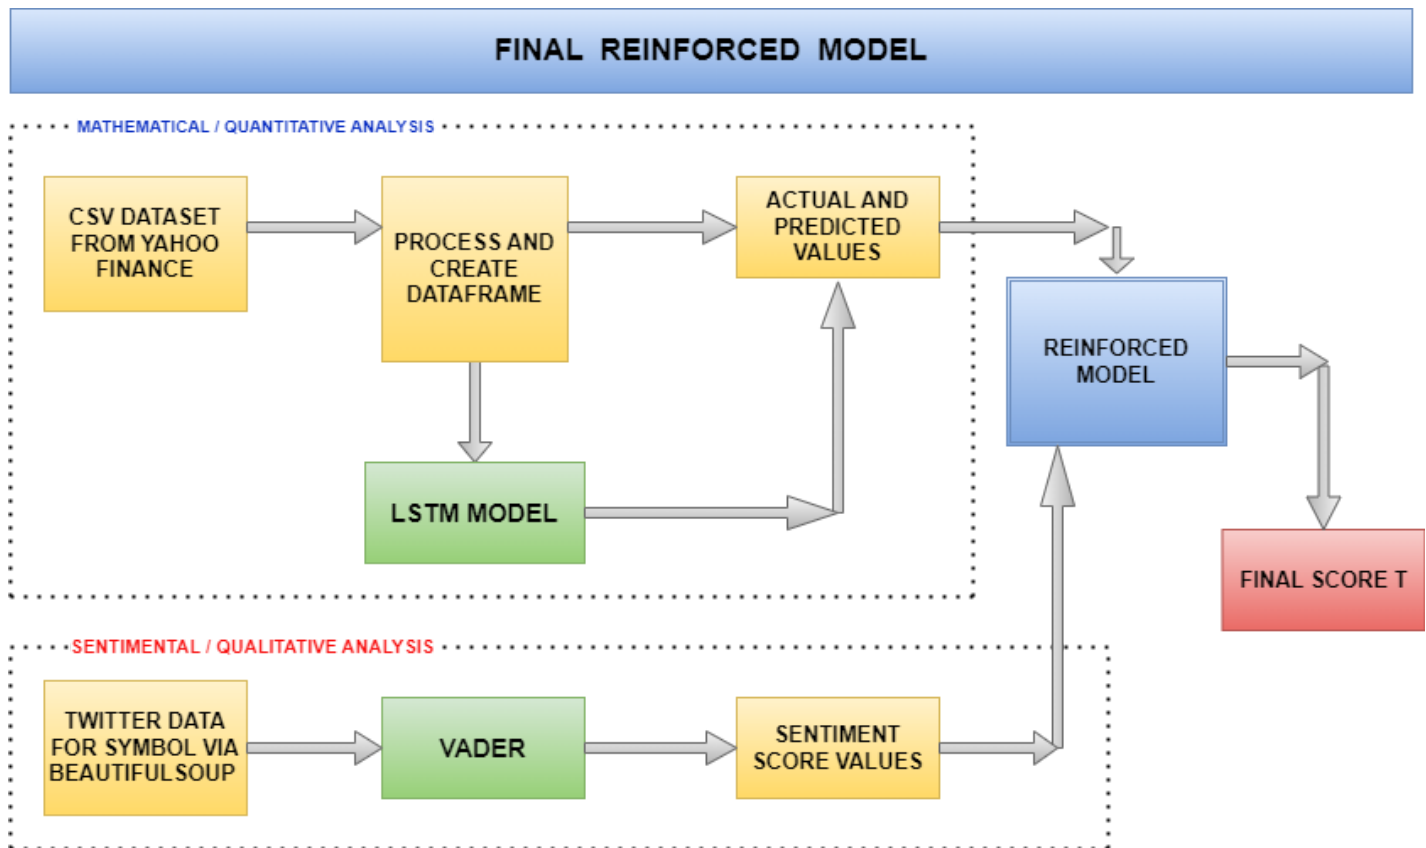 FINAL REINFORCED MODEL
MATHEMATICAL / QUANTITATIVE ANALYSIS
CSV DATASET
FROM YAHOO
FINANCE
PROCESS AND
CREATE
DATAFRAME
ACTUAL AND
PREDICTED
VALUES
REINFORCED
MODEL
LSTM MODEL
FINAL SCORE T
SENTIMENTAL / QUALITATIVE ANALYSIS
TWITTER DATA
FOR SYMBOL VIA
BEAUTIFULSOUP
VADER
SENTIMENT
SCORE VALUES